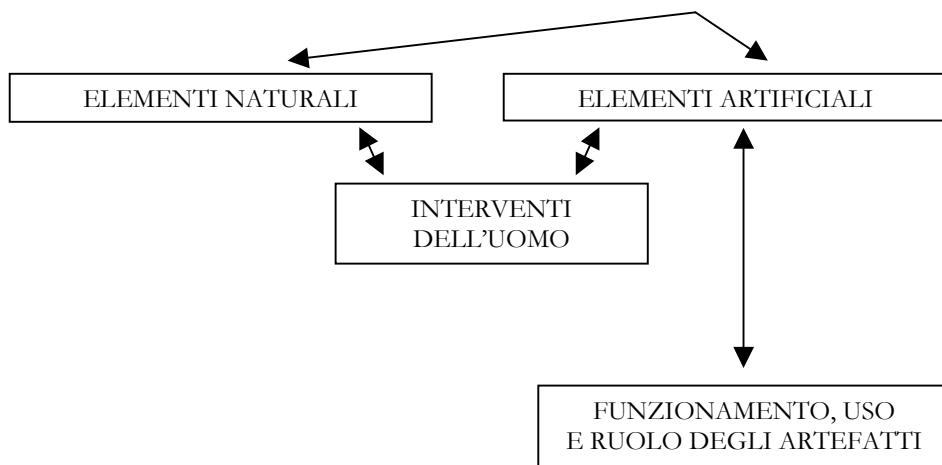 ELEMENTI NATURALI
ELEMENTI ARTIFICIALI
INTERVENTI
DELL’UOMO
FUNZIONAMENTO, USO
E RUOLO DEGLI ARTEFATTI